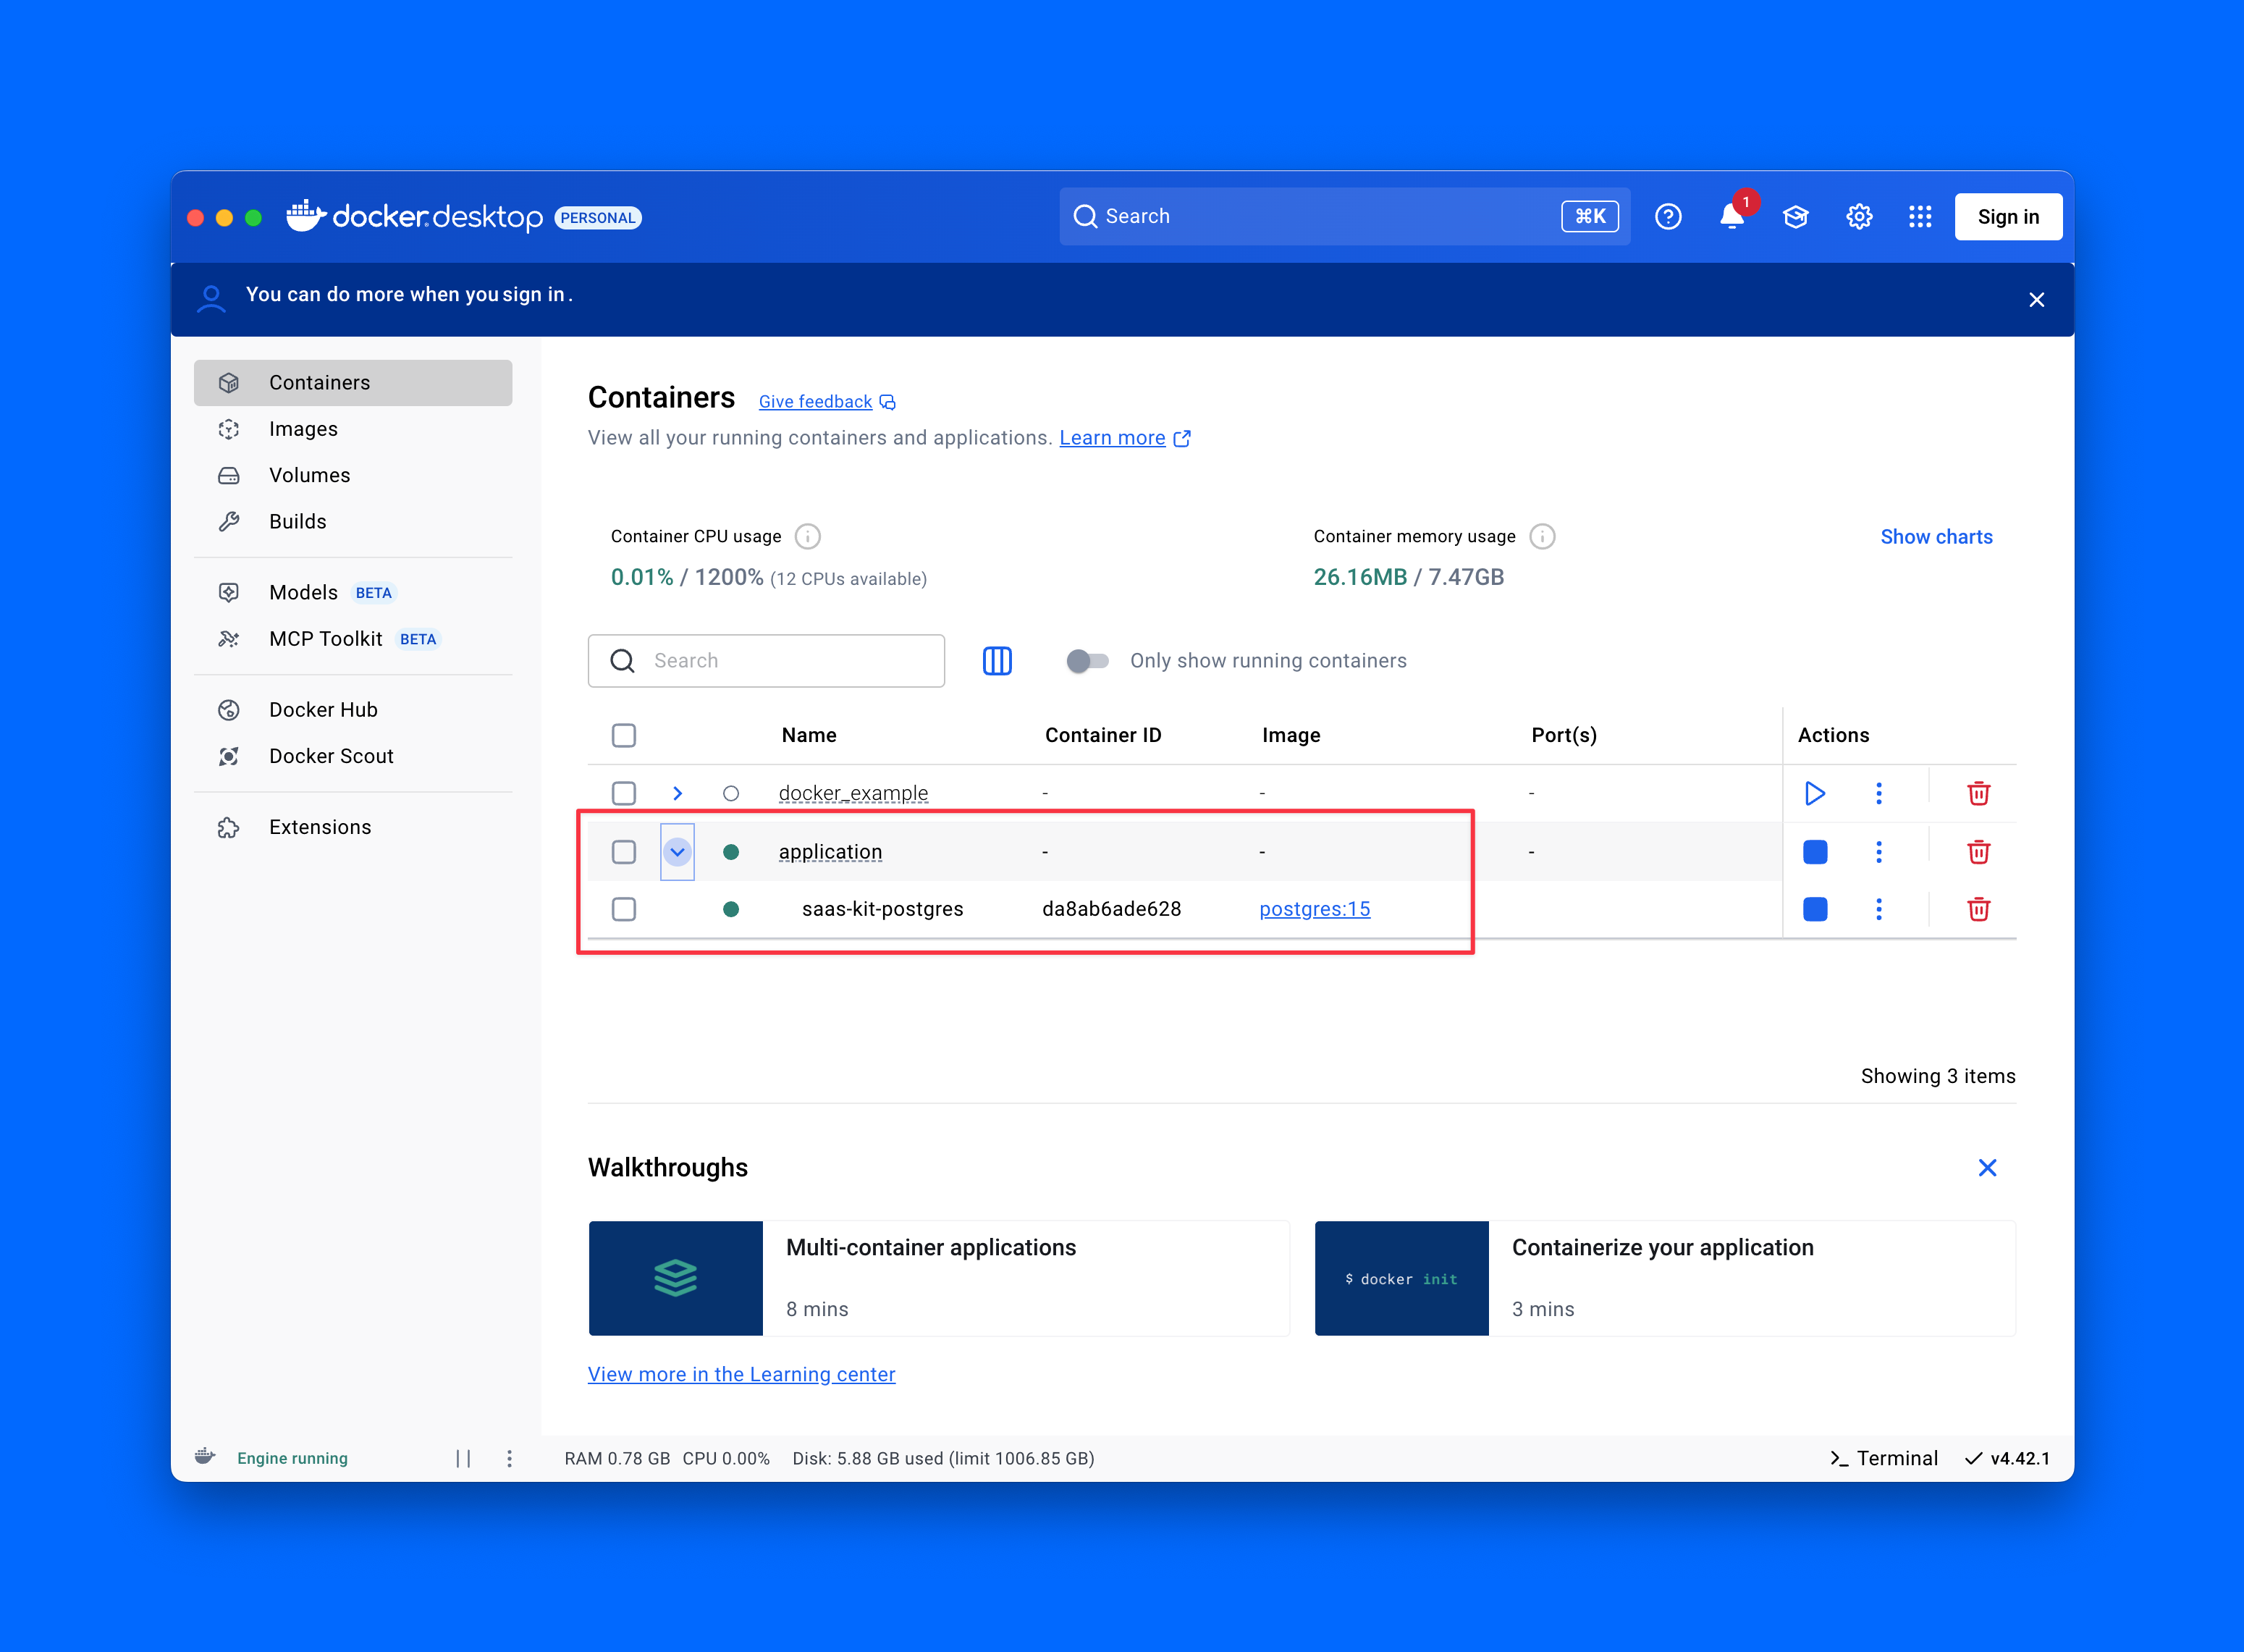 docker desktop PERSONAL
Search ⌘K
1
Sign in
You can do more when you sign in.
Containers
Images
Volumes
Builds
Models BETA
MCP Toolkit BETA
Docker Hub
Docker Scout
Extensions
Containers Give feedback
View all your running containers and applications. Learn more
Container CPU usage
0.01% / 1200% (12 CPUs available)
Container memory usage
26.16MB / 7.47GB
Show charts
Search
Only show running containers
Name Container ID Image Port(s) Actions
docker_example - - -
application - - -
saas-kit-postgres da8ab6ade628 postgres:15
Showing 3 items
Walkthroughs
Multi-container applications
8 mins
$ docker init
Containerize your application
3 mins
View more in the Learning center
Engine running
RAM 0.78 GB CPU 0.00% Disk: 5.88 GB used (limit 1006.85 GB)
Terminal
v4.42.1